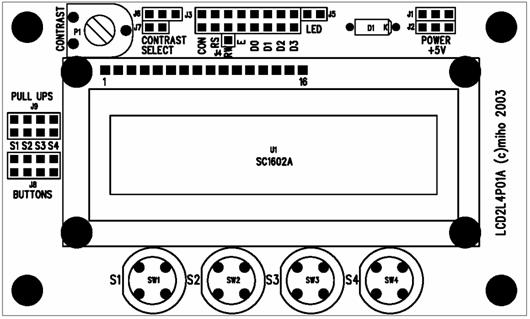 CONTRAST
P1
J6
J7
CONTRAST
SELECT
J3
CON
RS
RW
E
D0
D1
D2
D3
J4
J5
LED
D1 K
J1
J2
POWER
+5V
1
16
PULL UPS
J9
S1 S2 S3 S4
J8
BUTTONS
U1
SC1602A
LCD2L4P01A (c)miho 2003
S1
SW1
S2
SW2
S3
SW3
S4
SW4